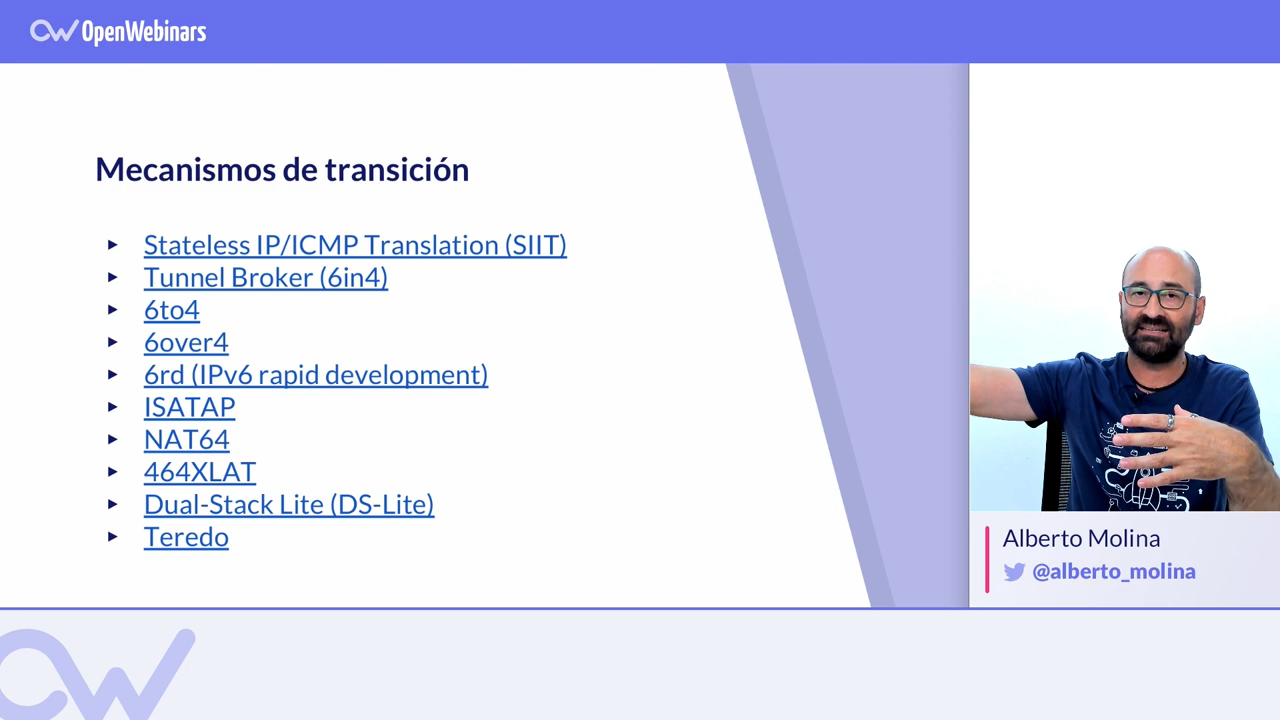 OpenWebinars
Mecanismos de transición
Stateless IP/ICMP Translation (SIIT)
Tunnel Broker (6in4)
6to4
6over4
6rd (IPv6 rapid development)
ISATAP
NAT64
464XLAT
Dual-Stack Lite (DS-Lite)
Teredo
Alberto Molina
@alberto_molina